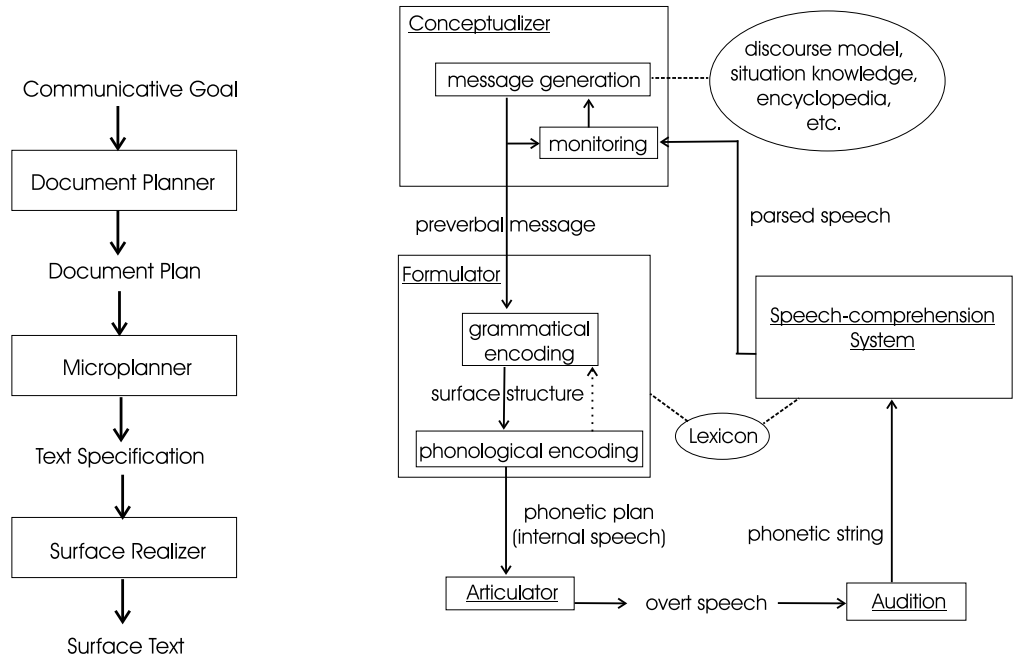 Communicative Goal
Document Planner
Document Plan
Microplanner
Text Specification
Surface Realizer
Surface Text
Conceptualizer
message generation
monitoring
discourse model,
situation knowledge,
encyclopedia,
etc.
preverbal message
parsed speech
Formulator
grammatical
encoding
surface structure
phonological encoding
Lexicon
Speech-comprehension
System
phonetic plan
(internal speech)
phonetic string
Articulator
overt speech
Audition